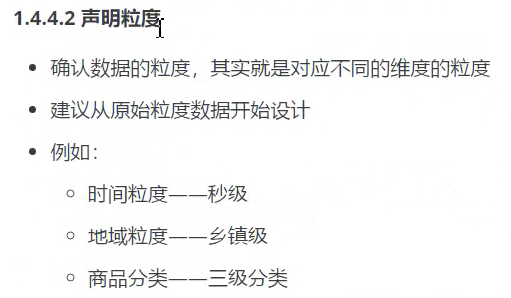 1.4.4.2 声明粒度
确认数据的粒度，其实就是对应不同的维度的粒度
建议从原始粒度数据开始设计
例如：
时间粒度——秒级
地域粒度——乡镇级
商品分类——三级分类